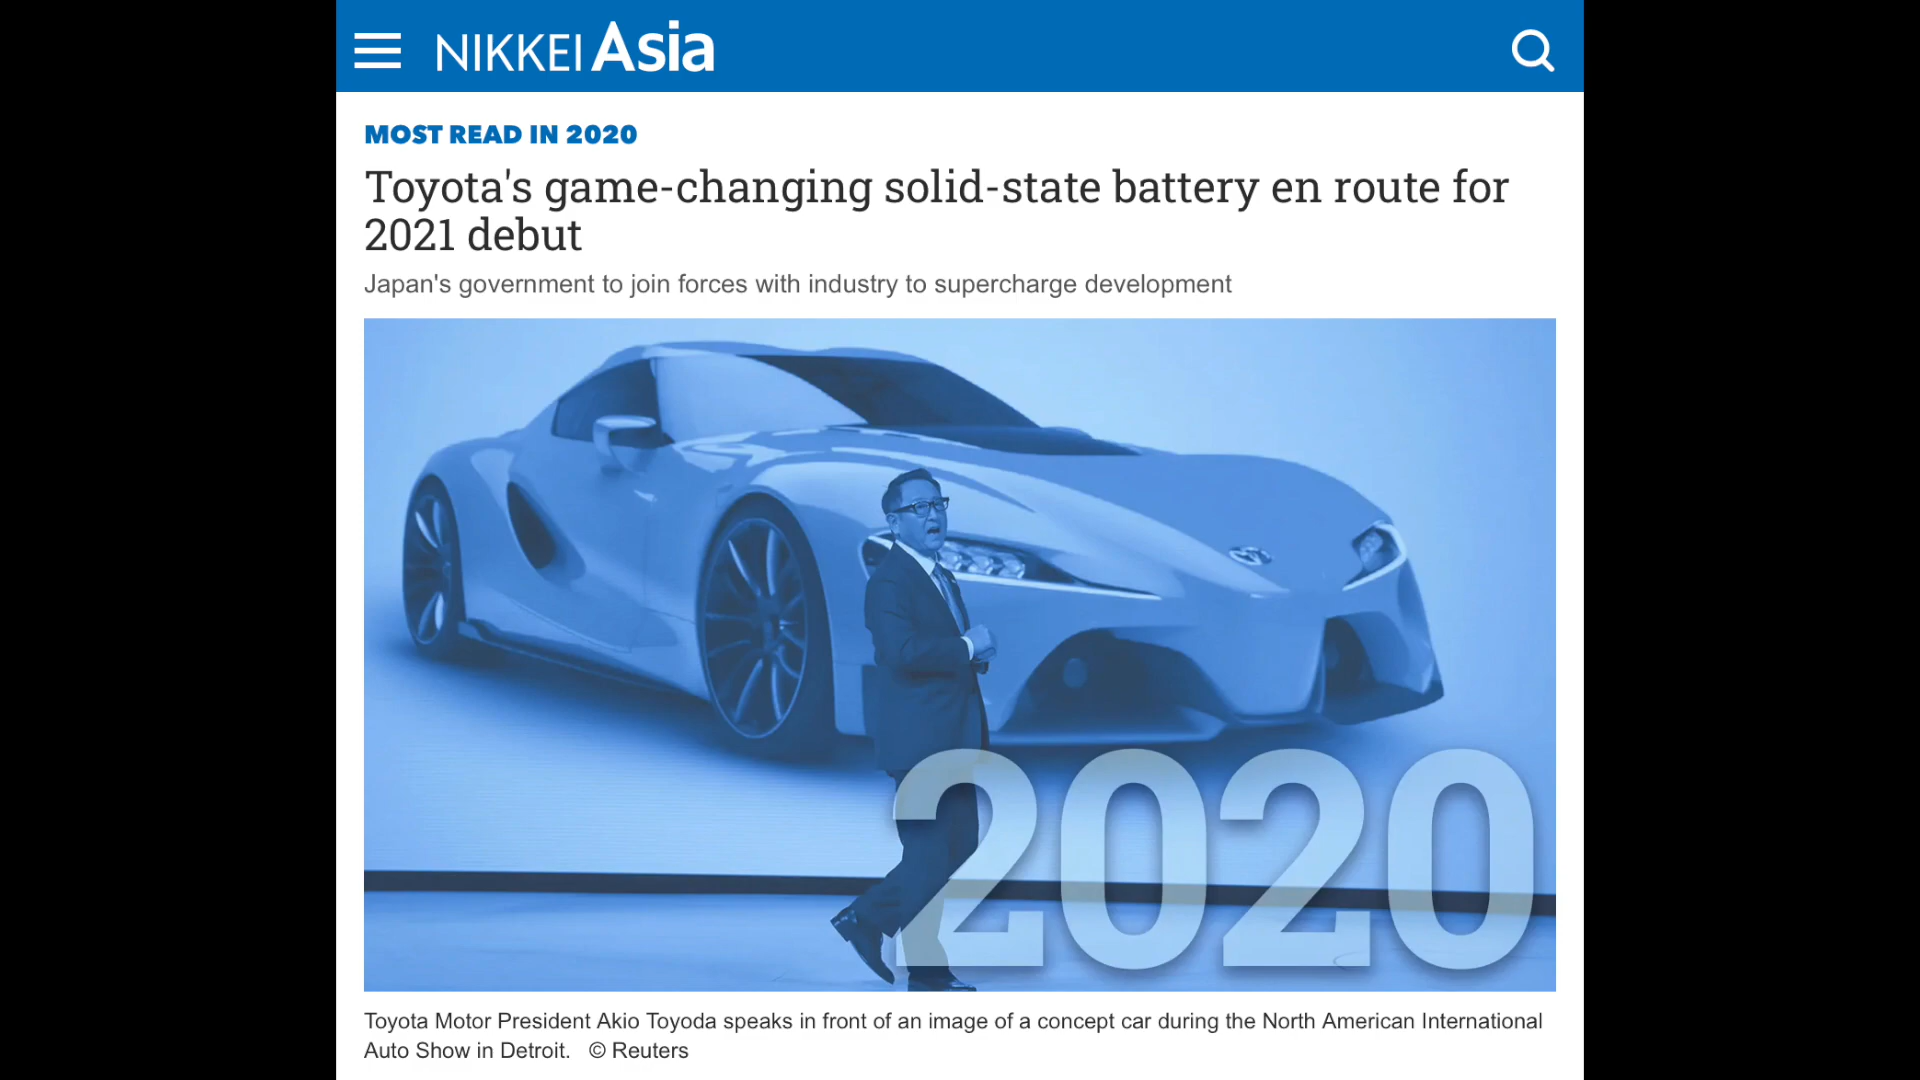 NIKKEI Asia
MOST READ IN 2020
Toyota's game-changing solid-state battery en route for
2021 debut
Japan's government to join forces with industry to supercharge development
2020
Toyota Motor President Akio Toyoda speaks in front of an image of a concept car during the North American International
Auto Show in Detroit. © Reuters